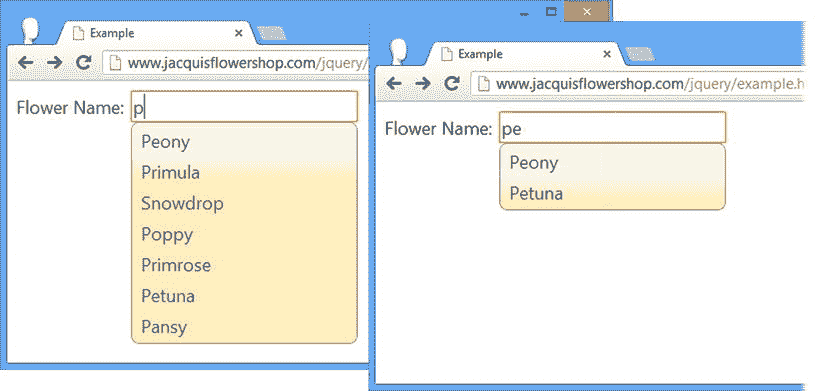 Example
www.jacquisflowershop.com/jquery/
Flower Name: p
Peony
Primula
Snowdrop
Poppy
Primrose
Petuna
Pansy
Example
www.jacquisflowershop.com/jquery/example.h
Flower Name: pe
Peony
Petuna